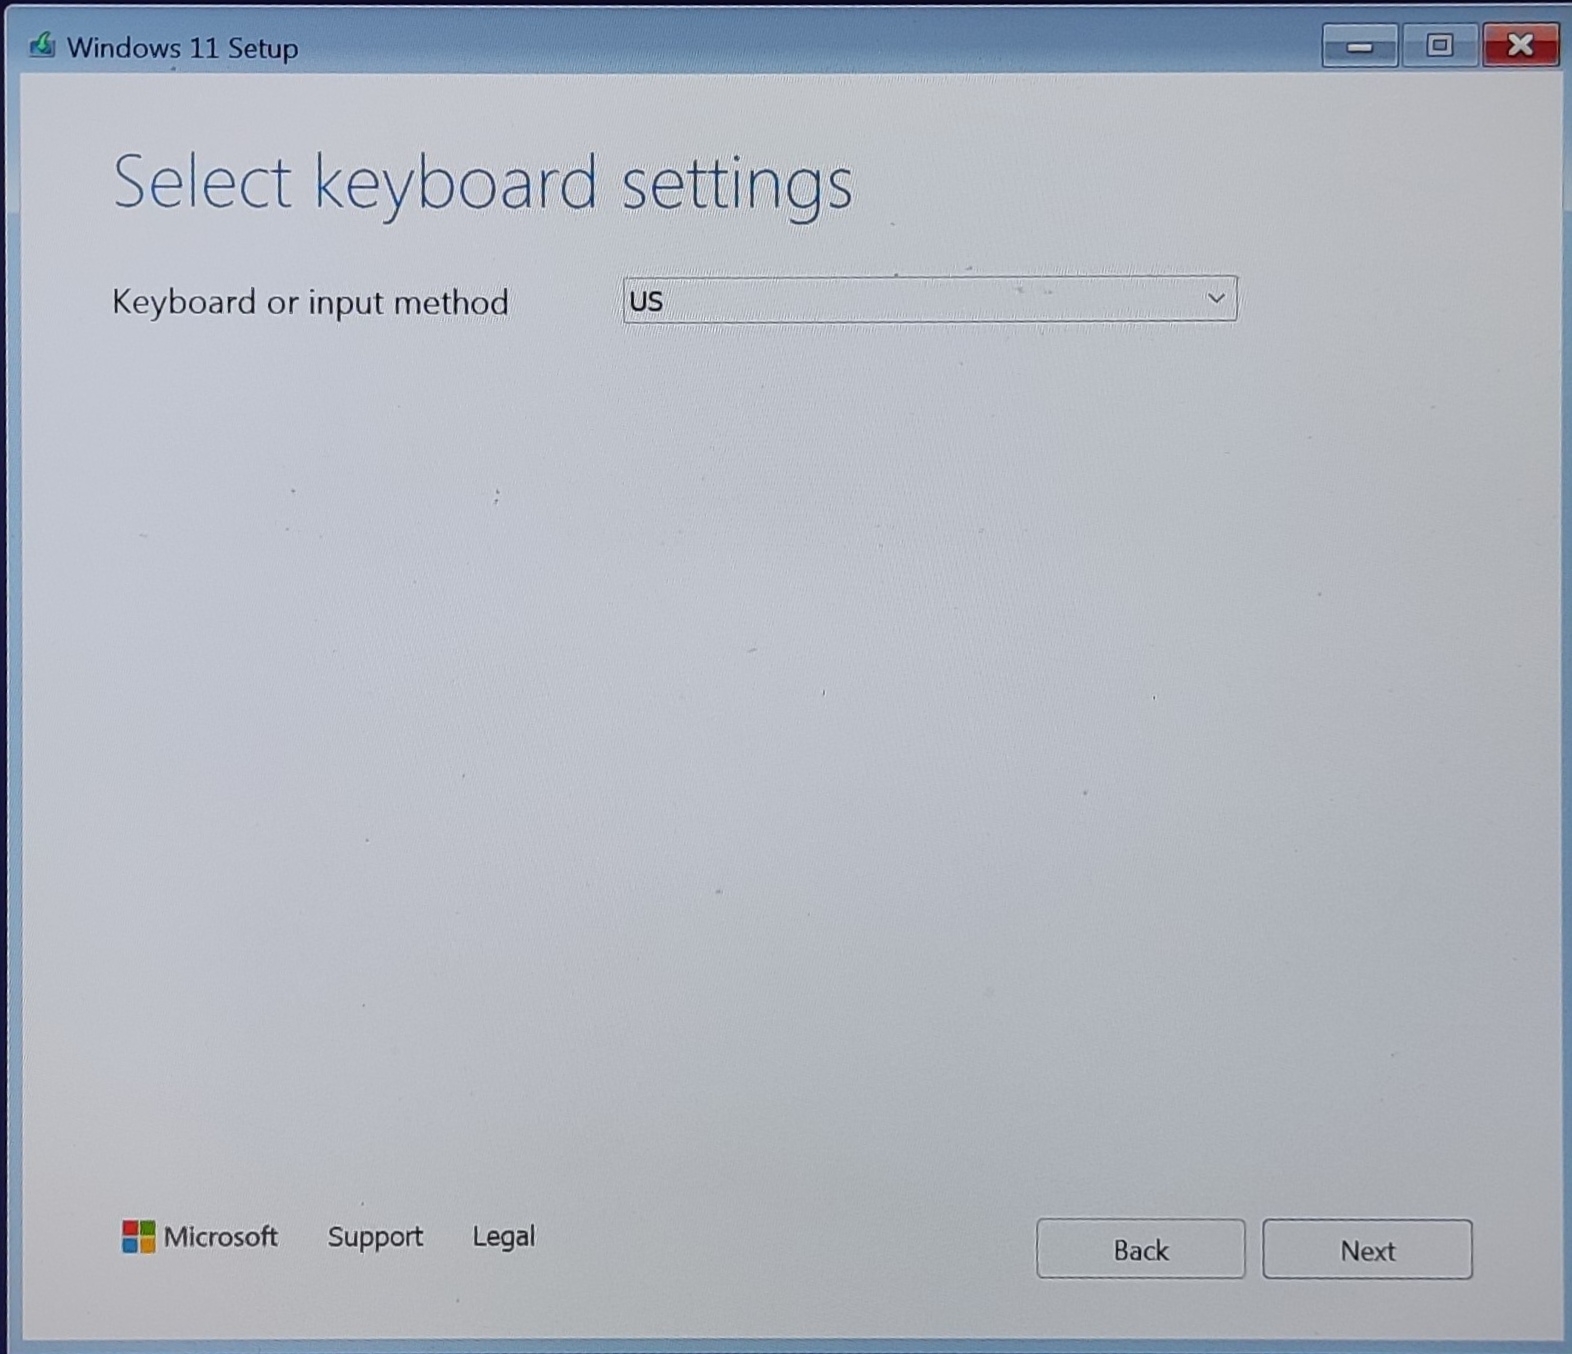 Windows 11 Setup
Select keyboard settings
Keyboard or input method US
Microsoft Support Legal
Back Next